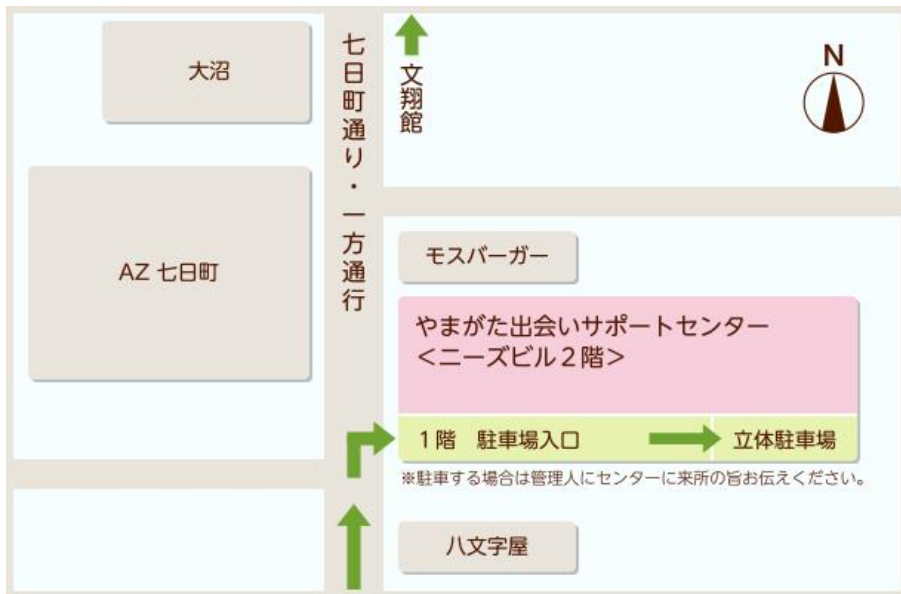 大沼
七日町通り・一方通行
文翔館
N
AZ 七日町
モスバーガー
やまがた出会いサポートセンター
<ニーズビル2階>
1階 駐車場入口
立体駐車場
※駐車する場合は管理人にセンターに来所の旨お伝えください。
八文字屋